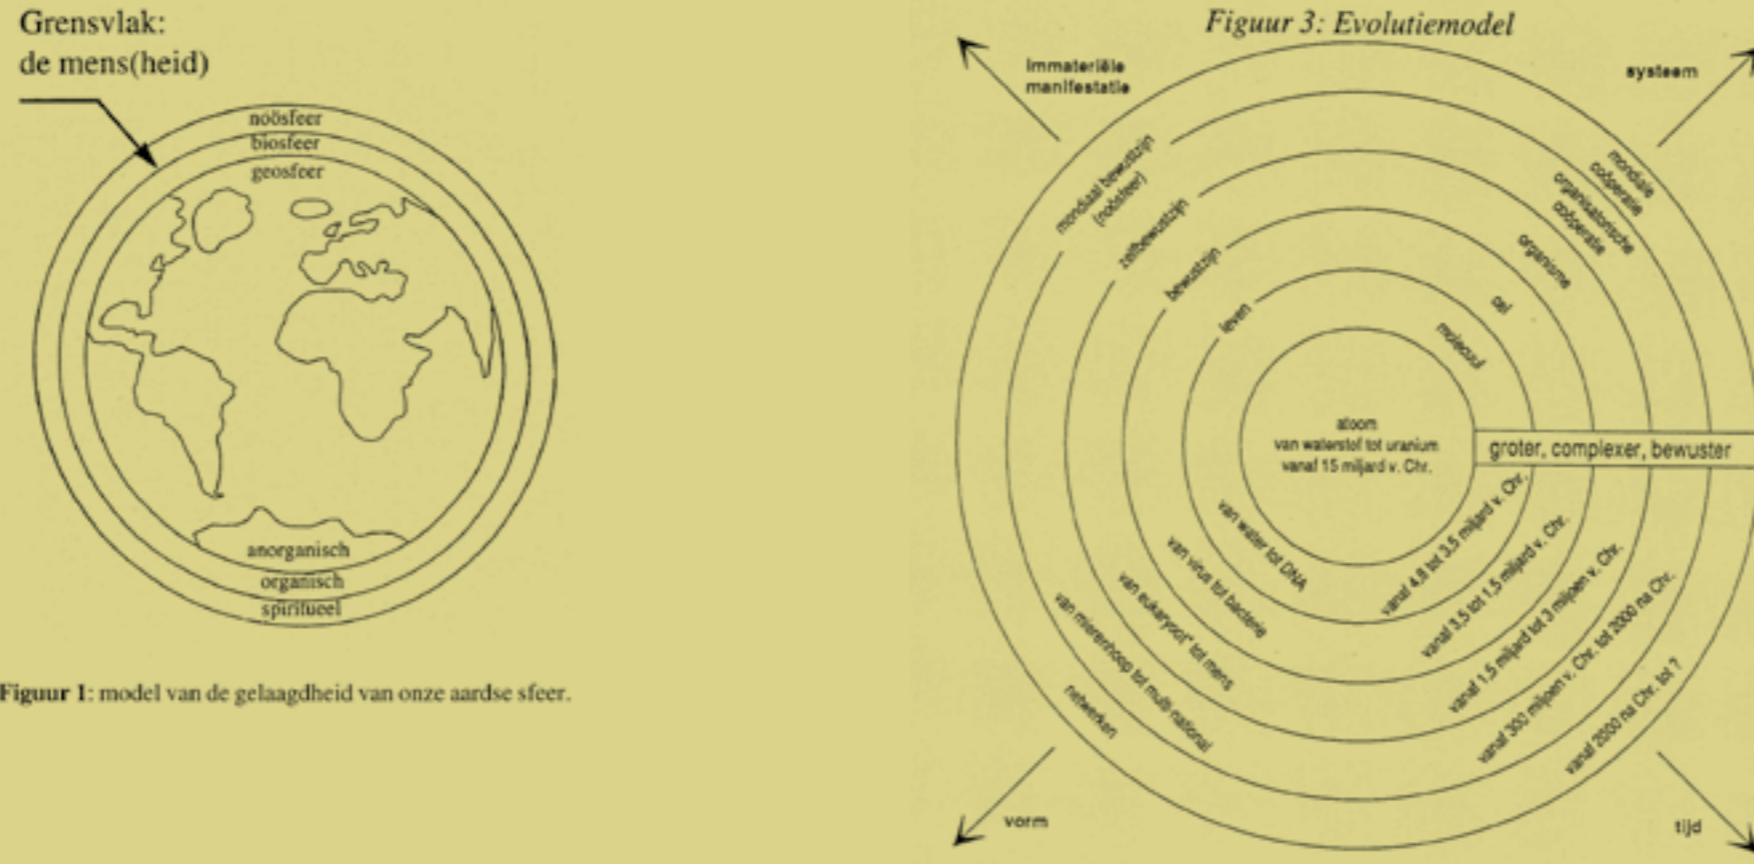 Grensvlak:
de mens(heid)
noösfeer
biosfeer
geosfeer
anorganisch
organisch
spiritueel
Figuur 1: model van de gelaagdheid van onze aardse sfeer.
Figuur 3: Evolutiemodel
Immateriële
manifestatie
systeem
mondiaal bewustzijn
(noösfeer)
zelfbewustzijn
bewustzijn
leven
mondiale
coöperatie
organisatorische
coöperatie
organisme
cel
molecuul
atoom
van waterstof tot uranium
vanaf 15 miljard v. Chr.
groter, complexer, bewuster
van water tot DNA
van virus tot bacterie
van eukaryoot* tot mens
van mierenhoop tot multi-national
netwerken
vanaf 4,8 tot 3,5 miljard v. Chr.
vanaf 3,5 tot 1,5 miljard v. Chr.
vanaf 1,5 miljard tot 3 miljoen v. Chr.
vanaf 300 miljoen v. Chr. tot 2000 na Chr.
vanaf 2000 na Chr. tot ?
vorm
tijd